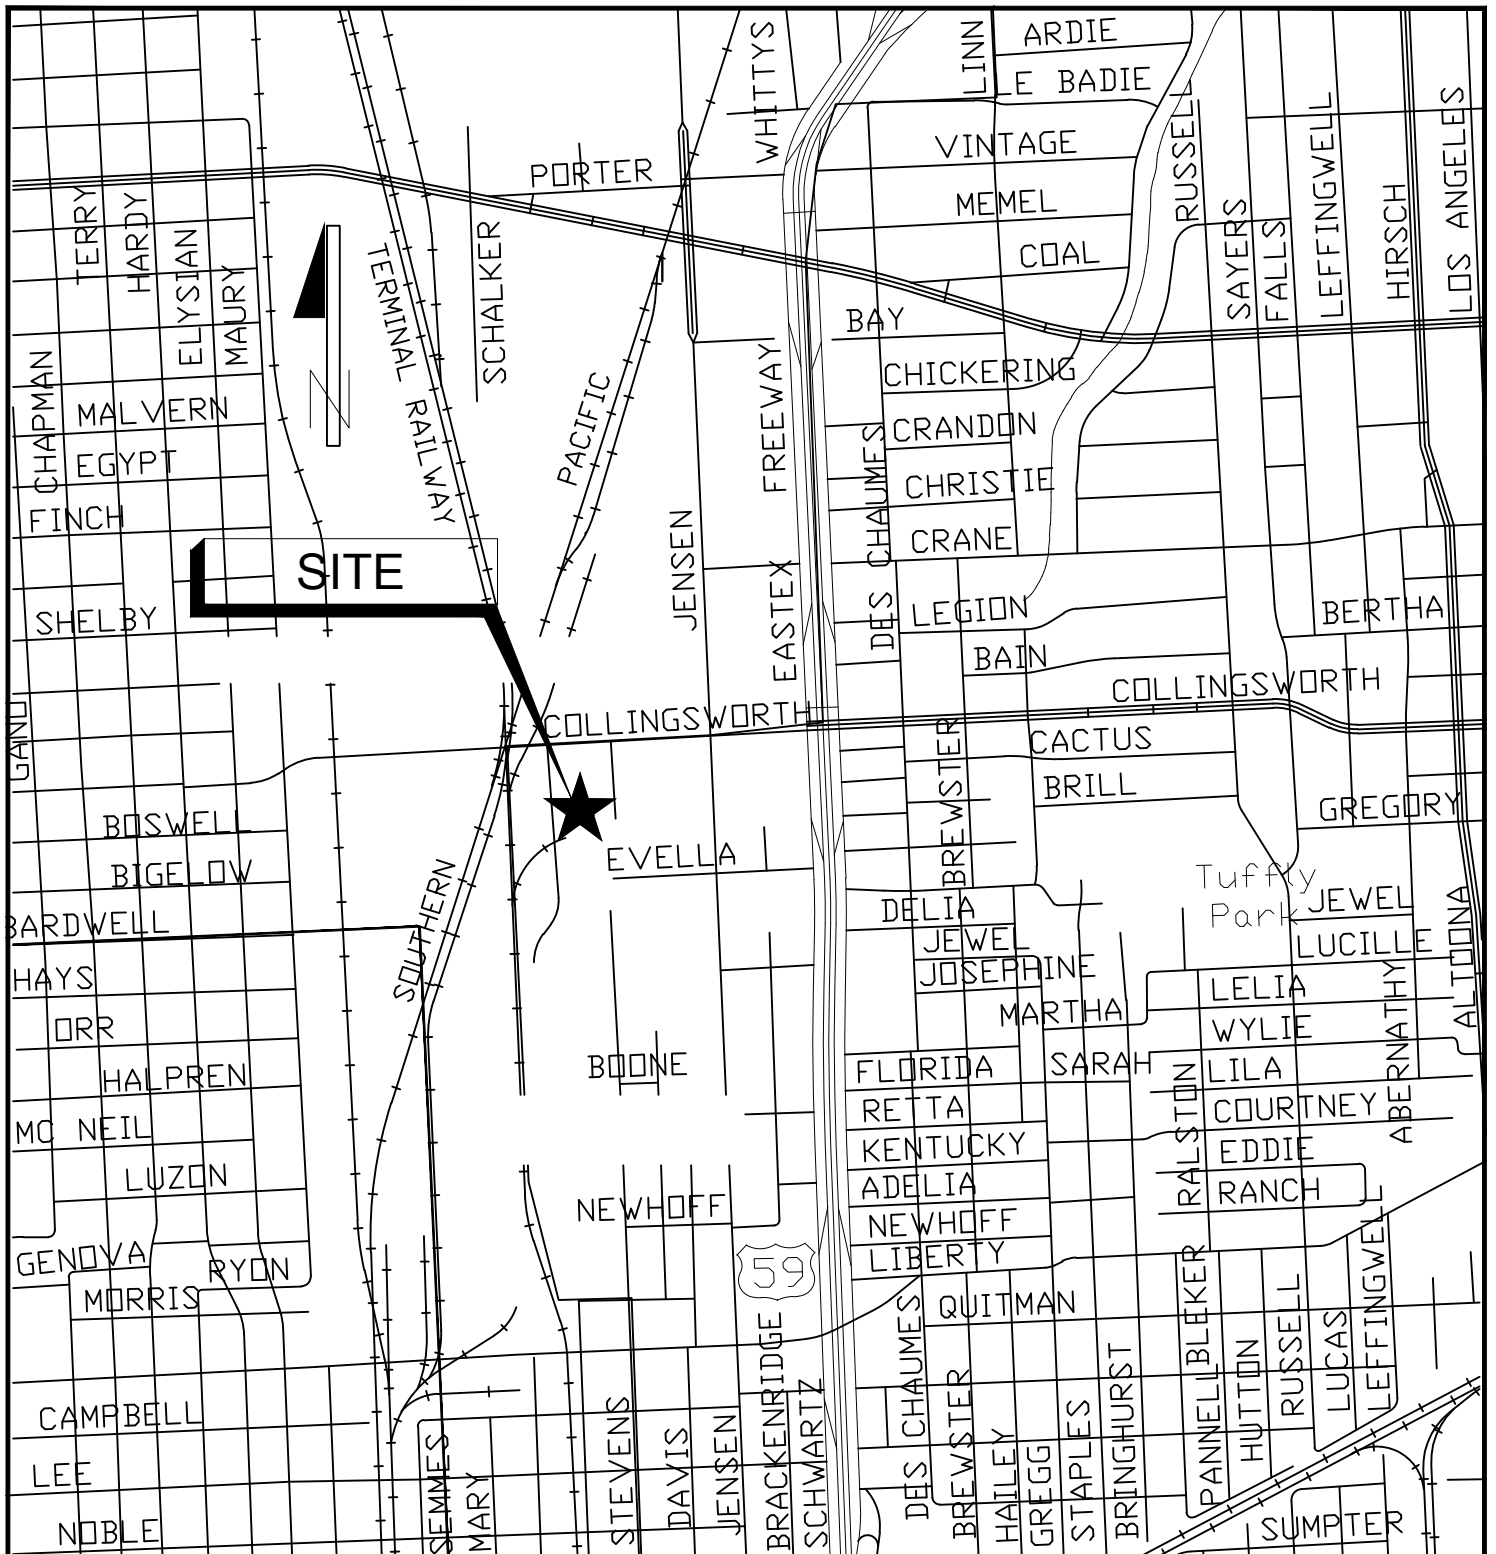 WHITTYS
LINN
ARDIE
LE BADIE
PORTER
VINTAGE
RUSSELL
LEFFINGWELL
LOS ANGELES
TERRY
HARDY
ELYSIAN
MAURY
TERMINAL RAILWAY
SCHALKER
MEMEL
COAL
SAYERS
FALLS
HIRSCH
BAY
CHAPMAN
MALVERN
N
PACIFIC
EASTEX FREEWAY
CHICKERING
CRANDON
EGYPT
FINCH
DES CHAUMES
CHRISTIE
CRANE
SITE
JENSEN
SHELBY
LEGION
BERTHA
BAIN
COLLINGSWORTH
GANO
COLLINGSWORTH
BREWSTER
CACTUS
BRILL
GREGORY
BOSWELL
EVELLA
BIGELOW
SOUTHERN
Tuffly
Park
JEWEL
BARDWELL
DELIA
JEWEL
LUCILLE
ALTOONA
HAYS
JOSEPHINE
LELIA
ABERNATHY
ORR
MARTHA
WYLIE
BOONE
HALPREN
FLORIDA
SARAH
LILA
RETTA
RALSTON
COURTNEY
MC NEIL
KENTUCKY
EDDIE
LUZON
ADELIA
RANCH
NEWHOFF
NEWHOFF
GENOVA
LIBERTY
RYON
59
MORRIS
QUITMAN
PANNELL
BLEKER
HUTTON
RUSSELL
LUCAS
LEFFINGWELL
CAMPBELL
LEE
NOBLE
SEMMES
MARY
STEVENS
DAVIS
JENSEN
BRACKENRIDGE
SCHWARTZ
DES CHAUMES
BREWSTER
HAILEY
GREGG
STAPLES
BRINGHURST
SUMPTER